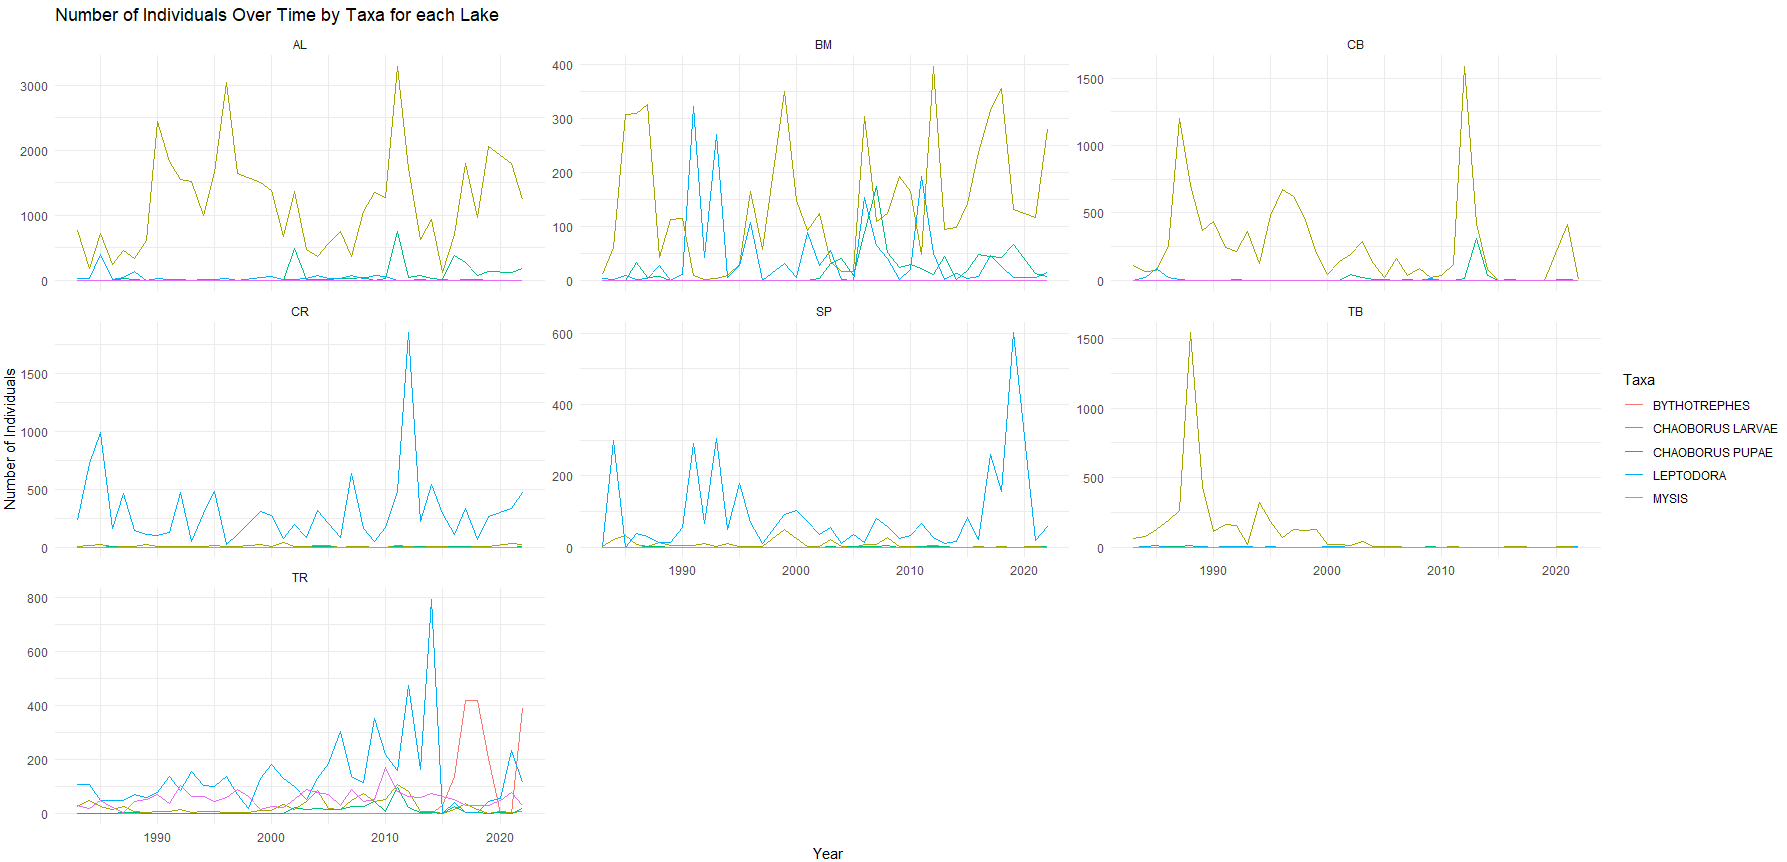 Number of Individuals Over Time by Taxa for each Lake
AL
BM
CB
3000
2000
1000
0
400
300
200
100
0
1500
1000
500
0
CR
SP
TB
1500
1000
500
0
600
400
200
0
1990
2000
2010
2020
1500
1000
500
0
1990
2000
2010
2020
TR
800
600
400
200
0
1990
2000
2010
2020
Number of Individuals
Year
Taxa
BYTHOTREPHES
CHAOBORUS LARVAE
CHAOBORUS PUPAE
LEPTODORA
MYSIS